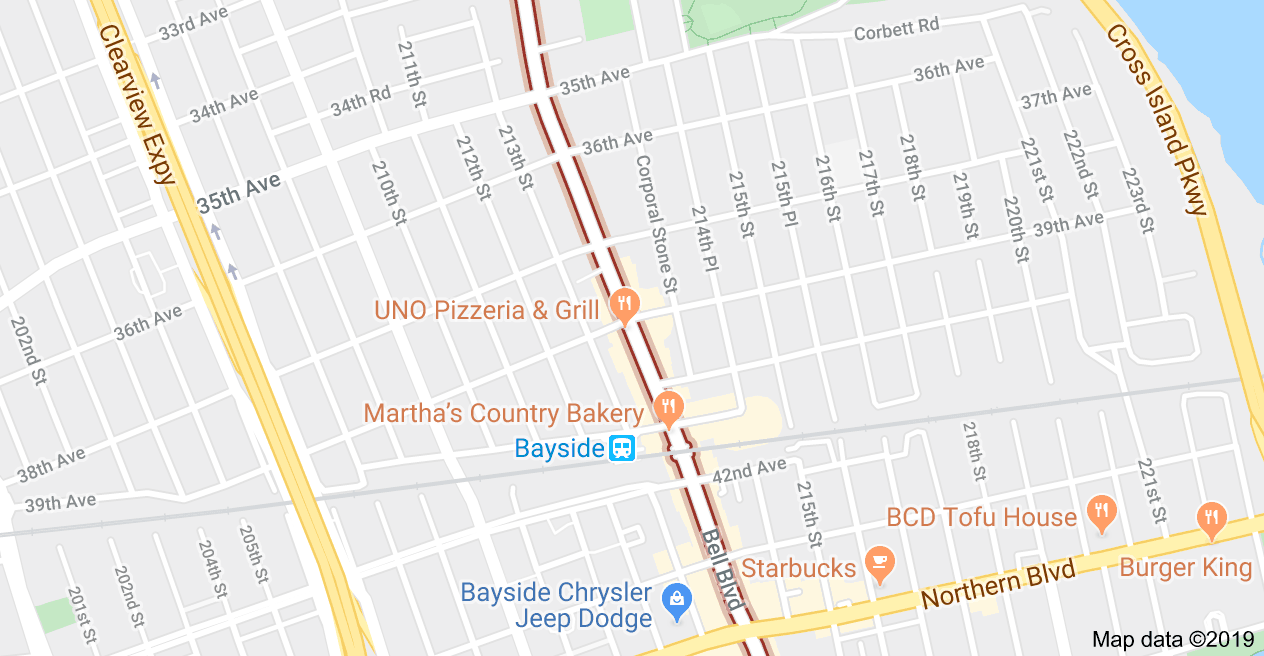 33rd Ave
Clearview Expy
211th St
34th Ave
34th Rd
35th Ave
Corbett Rd
36th Ave
37th Ave
Cross Island Pkwy
36th Ave
213th St
212th St
210th St
35th Ave
Corporal Stone St
214th Pl
215th St
215th Pl
216th St
217th St
218th St
219th St
220th St
221st St
222nd St
223rd St
39th Ave
202nd St
36th Ave
UNO Pizzeria & Grill
Martha's Country Bakery
Bayside
38th Ave
39th Ave
42nd Ave
218th St
221st St
215th St
BCD Tofu House
Burger King
Starbucks
Northern Blvd
Bell Blvd
Bayside Chrysler
Jeep Dodge
205th St
204th St
202nd St
201st St
Map data ©2019